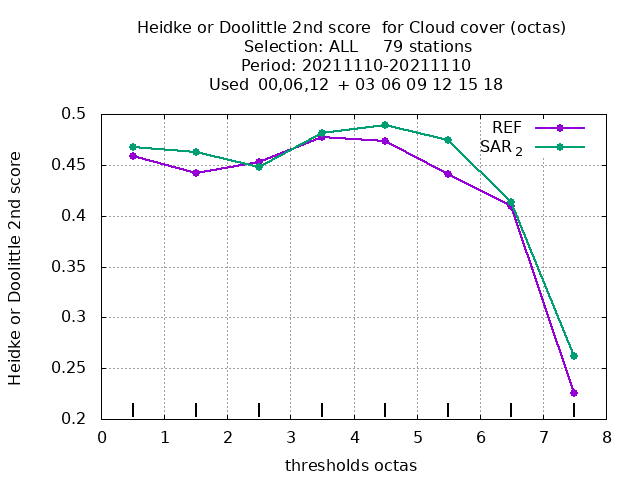 Heidke or Doolittle 2nd score  for Cloud cover (octas)
Selection: ALL     79 stations
Period: 20211110-20211110
Used  00,06,12  + 03 06 09 12 15 18
REF
SAR 2
0.5
0.45
0.4
0.35
0.3
0.25
0.2
Heidke or Doolittle 2nd score
0 1 2 3 4 5 6 7 8
thresholds octas